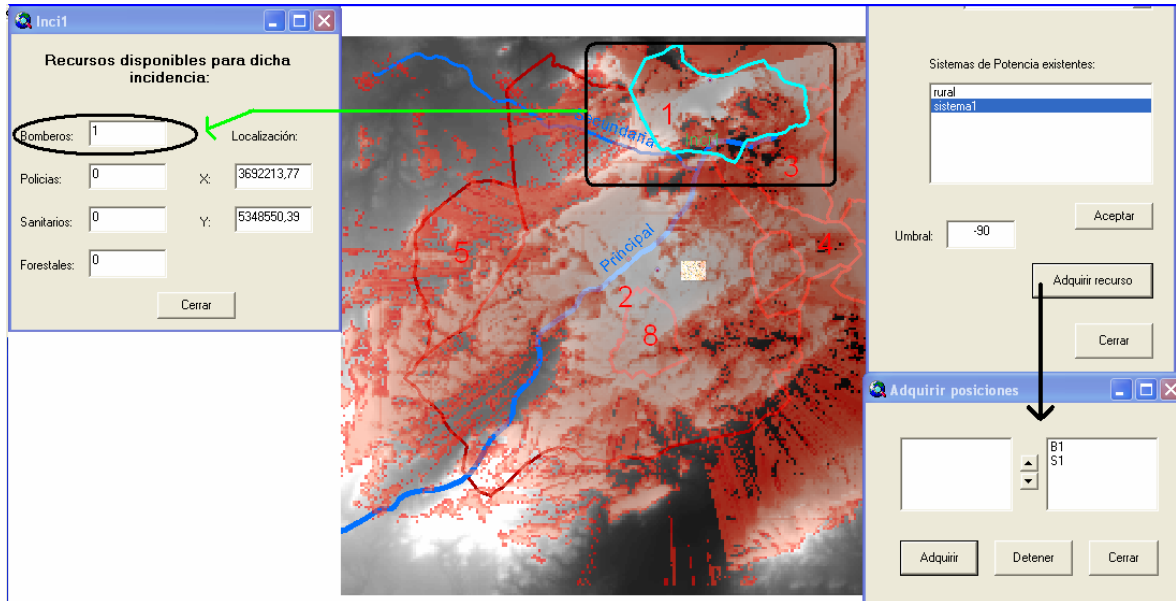 Inci1
Recursos disponibles para dicha
incidencia:
Bomberos: 1
Localización:
Policias: 0
X: 3692213,77
Sanitarios: 0
Y: 5348550,39
Forestales: 0
Cerrar
1
Secundaria
3
5
Principal
4
2
8
Sistemas de Potencia existentes:
rural
sistema1
Umbral: -90
Aceptar
Adquirir recurso
Cerrar
Adquirir posiciones
B1
S1
Adquirir
Detener
Cerrar